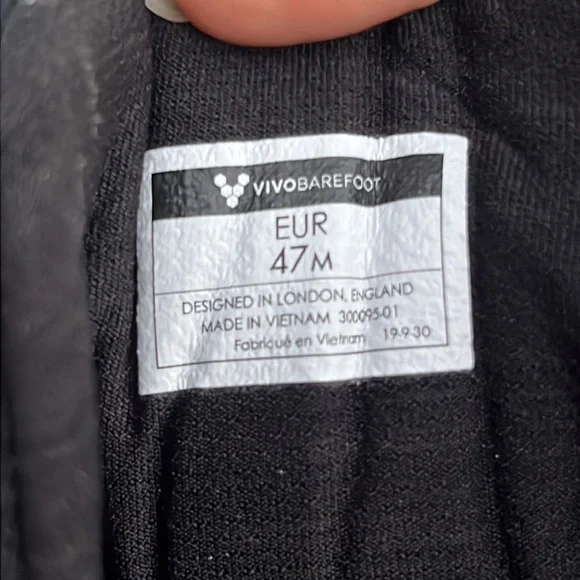 VIVOBAREFOOT
EUR
47M
DESIGNED IN LONDON, ENGLAND
MADE IN VIETNAM 300095-01
Fabriqué en Vietnam 19-9-30